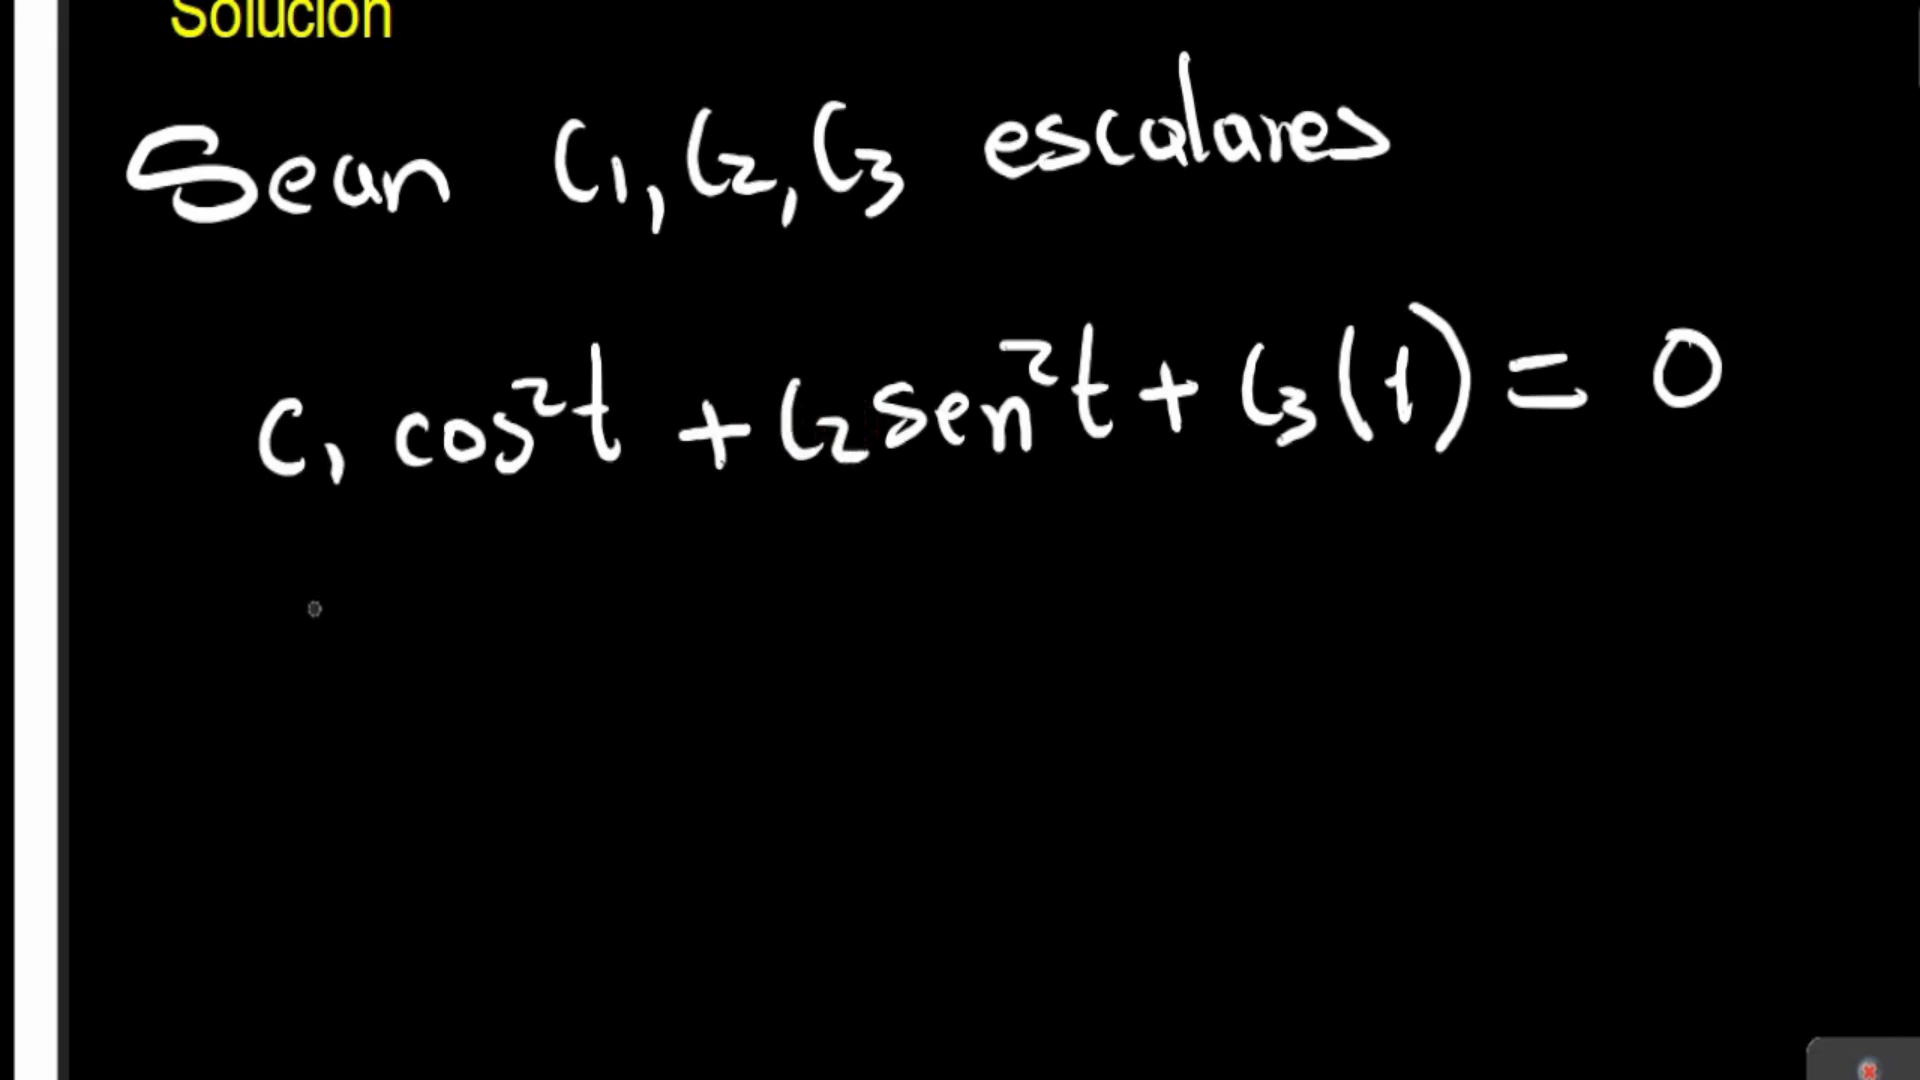 Solución
Sean C1, C2, C3 escalares
C1 cos²t + C2 sen²t + C3(1) = 0